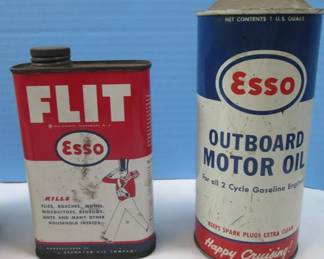 FLIT
Esso
KILLS
FLIES, ROACHES, MOTHS,
MOSQUITOES, BEDBUGS,
ANTS AND MANY OTHER
HOUSEHOLD INSECTS
NET CONTENTS 1 U.S. QUART
Esso
OUTBOARD
MOTOR OIL
For all 2 Cycle Gasoline Engines
KEEPS SPARK PLUGS EXTRA CLEAN
Happy Cruising!